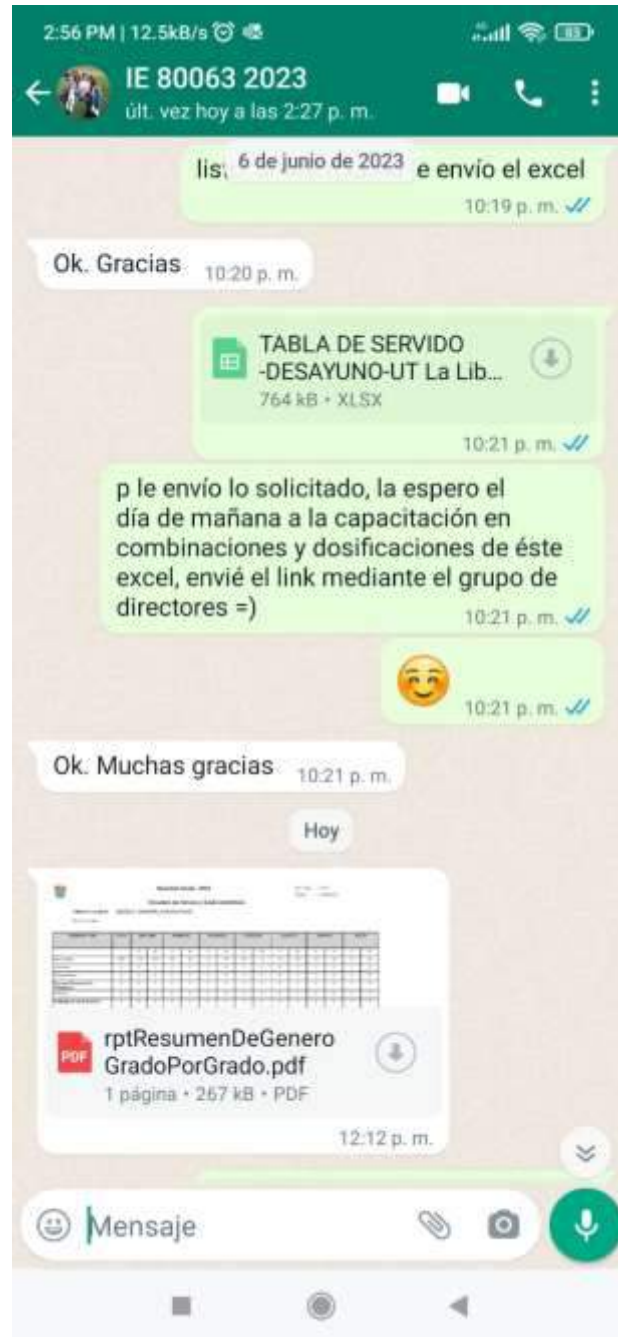 2:56 PM | 12.5kB/s
83
IE 80063 2023
últ. vez hoy a las 2:27 p. m.
6 de junio de 2023
e envío el excel
10:19 p. m.
Ok. Gracias
10:20 p. m.
TABLA DE SERVIDO
-DESAYUNO-UT La Lib...
764 kB • XLSX
10:21 p. m.
p le envío lo solicitado, la espero el
día de mañana a la capacitación en
combinaciones y dosificaciones de éste
excel, envié el link mediante el grupo de
directores =)
10:21 p. m.
10:21 p. m.
Ok. Muchas gracias
10:21 p. m.
Hoy
PDF
rptResumenDeGenero
GradoPorGrado.pdf
1 página • 267 kB • PDF
12:12 p. m.
Mensaje